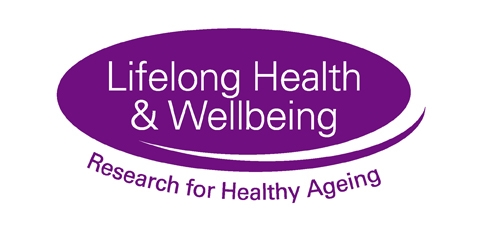 Lifelong Health
& Wellbeing
Research for Healthy Ageing